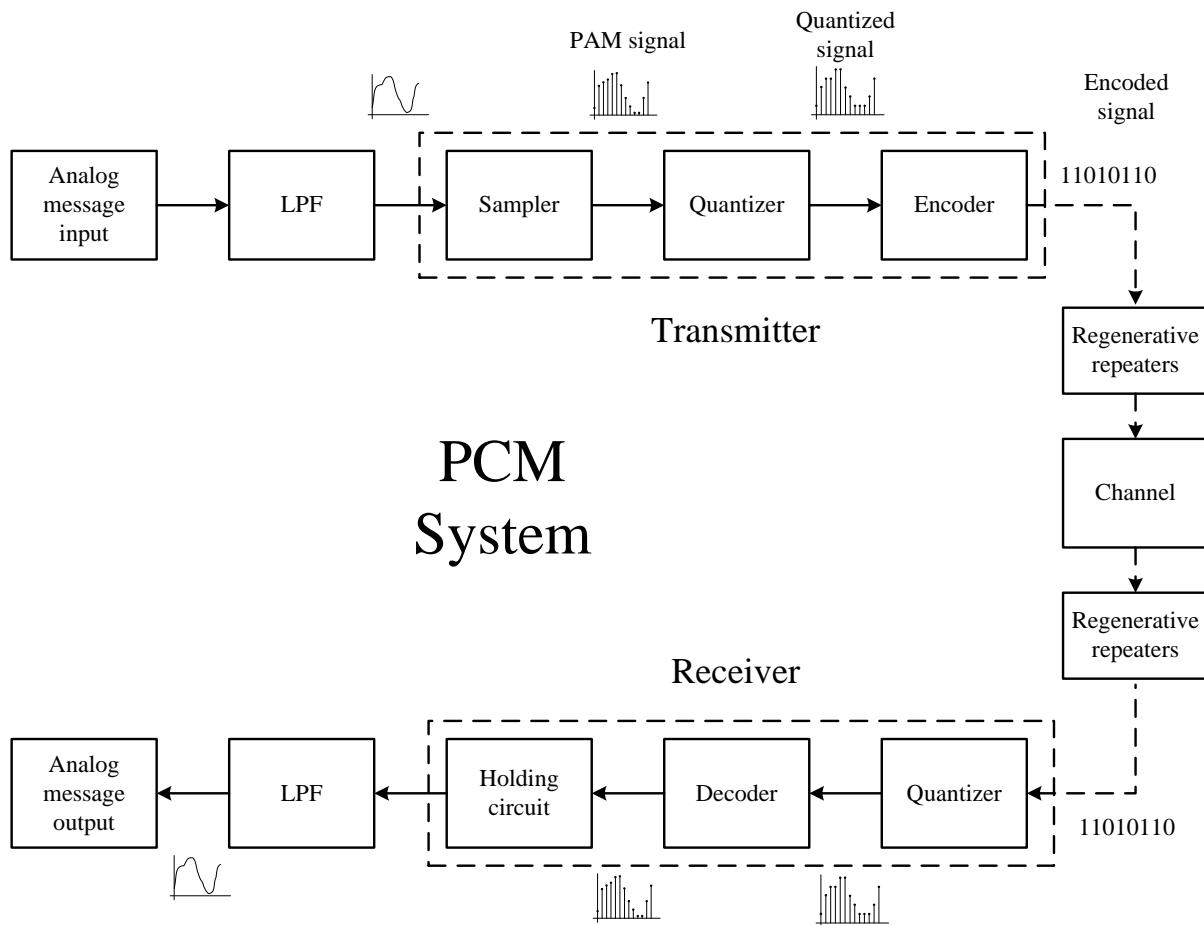 PAM signal
Quantized
signal
Encoded
signal
Analog
message
input
LPF
Sampler
Quantizer
Encoder
11010110
Transmitter
Regenerative
repeaters
Channel
Regenerative
repeaters
PCM
System
Receiver
Analog
message
output
LPF
Holding
circuit
Decoder
Quantizer
11010110